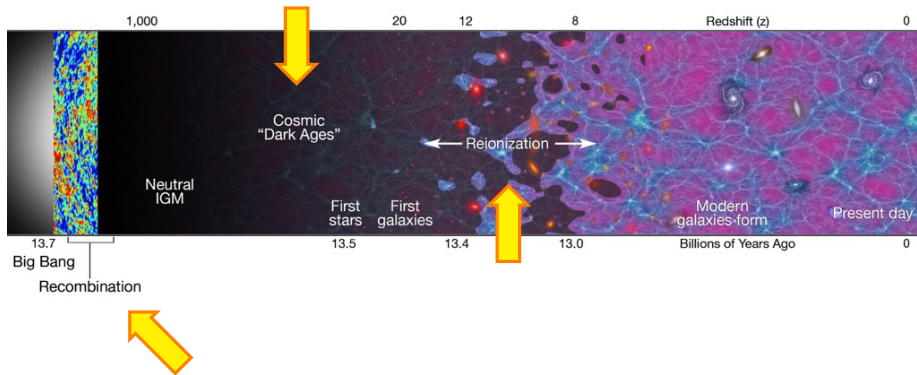 1,000 20 12 8 Redshift (z) 0
Cosmic
"Dark Ages"
Reionization
Neutral
IGM
First
stars
First
galaxies
Modern
galaxies-form
Present day
13.7 13.5 13.4 13.0 Billions of Years Ago 0
Big Bang
Recombination